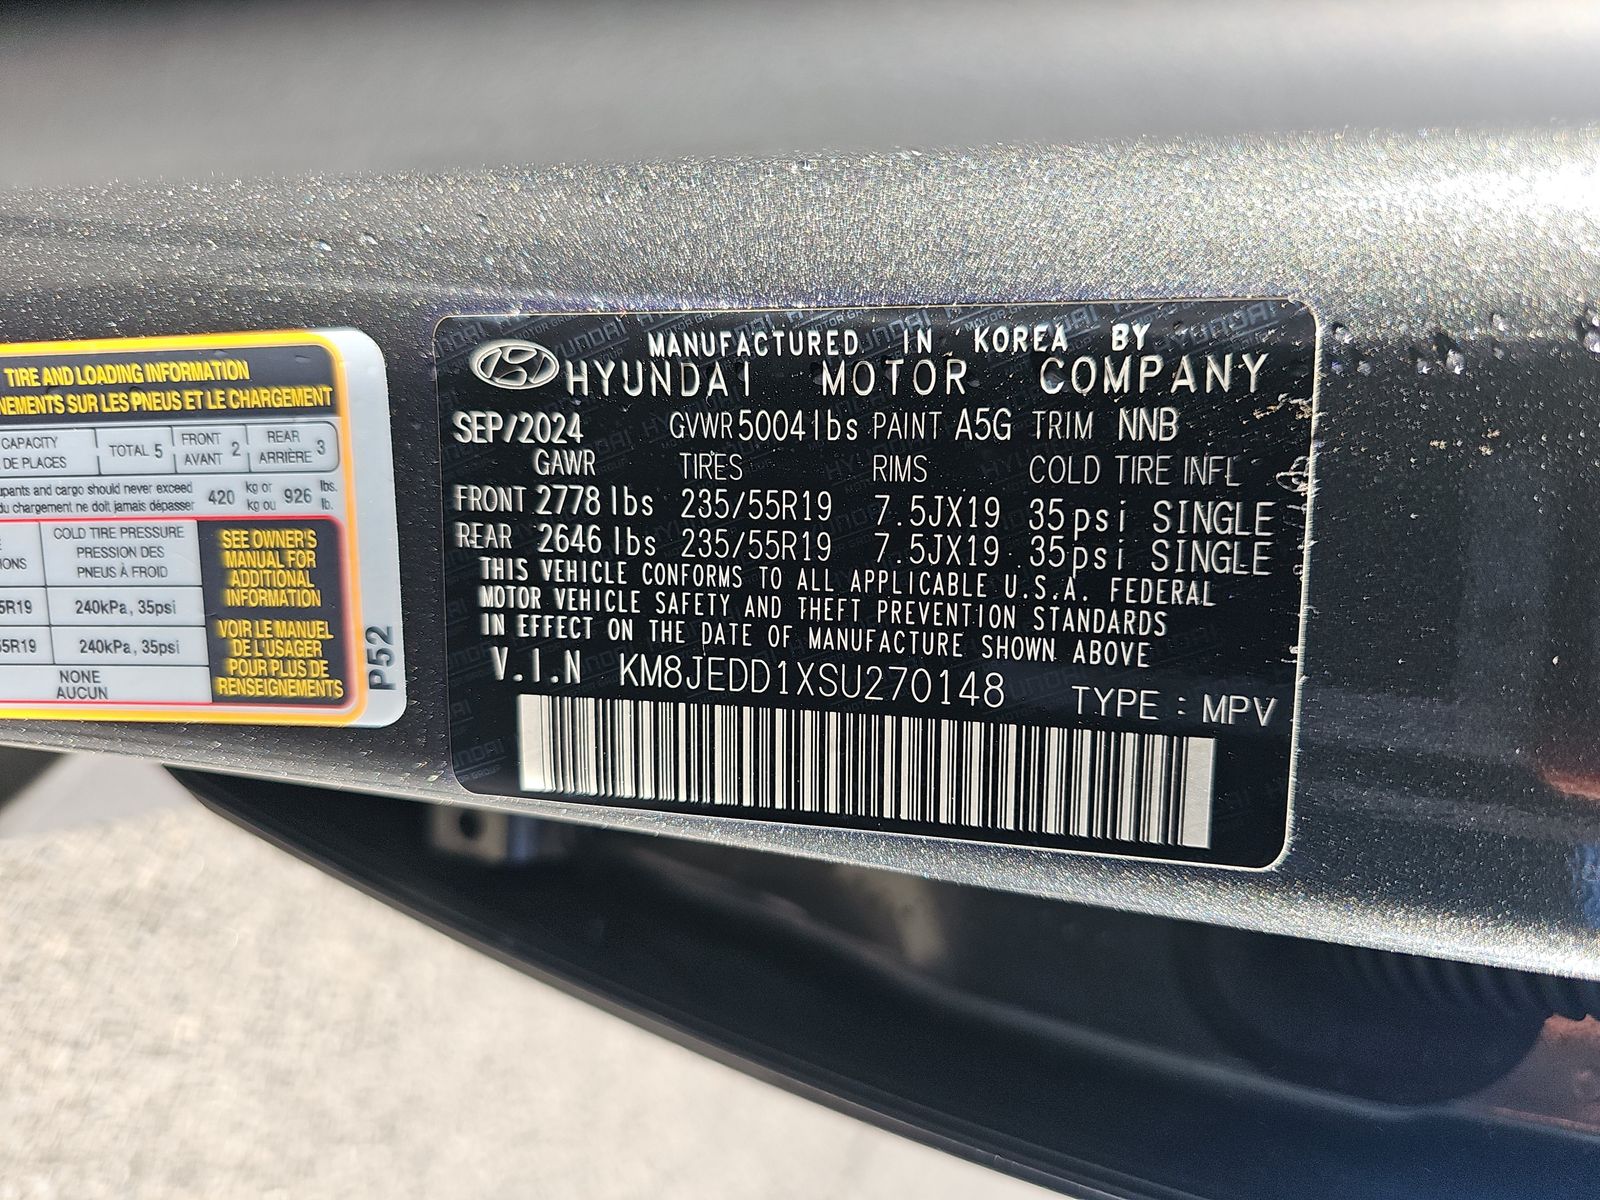 TIRE AND LOADING INFORMATION
SUR LES PNEUS ET LE CHARGEMENT
CAPACITY
DE PLACES
TOTAL 5
FRONT
AVANT 2
REAR
ARRIÈRE 3
and cargo should never exceed
du chargement ne doit jamais dépasser
420 kg or
kg ou 926 lbs.
lb.
COLD TIRE PRESSURE
PRESSION DES
PNEUS À FROID
240kPa, 35psi
240kPa, 35psi
NONE
AUCUN
SEE OWNER'S
MANUAL FOR
ADDITIONAL
INFORMATION
VOIR LE MANUEL
DE L'USAGER
POUR PLUS DE
RENSEIGNEMENTS
P52
MANUFACTURED IN KOREA BY
HYUNDAI MOTOR COMPANY
SEP/2024 GVWR 5004lbs PAINT A5G TRIM NNB
GAWR TIRES RIMS COLD TIRE INFL
FRONT 2778 lbs 235/55R19 7.5JX19 35psi SINGLE
REAR 2646 lbs 235/55R19 7.5JX19 35psi SINGLE
THIS VEHICLE CONFORMS TO ALL APPLICABLE U.S.A. FEDERAL
MOTOR VEHICLE SAFETY AND THEFT PREVENTION STANDARDS
IN EFFECT ON THE DATE OF MANUFACTURE SHOWN ABOVE
V.I.N KM8JEDD1XSU270148 TYPE : MPV